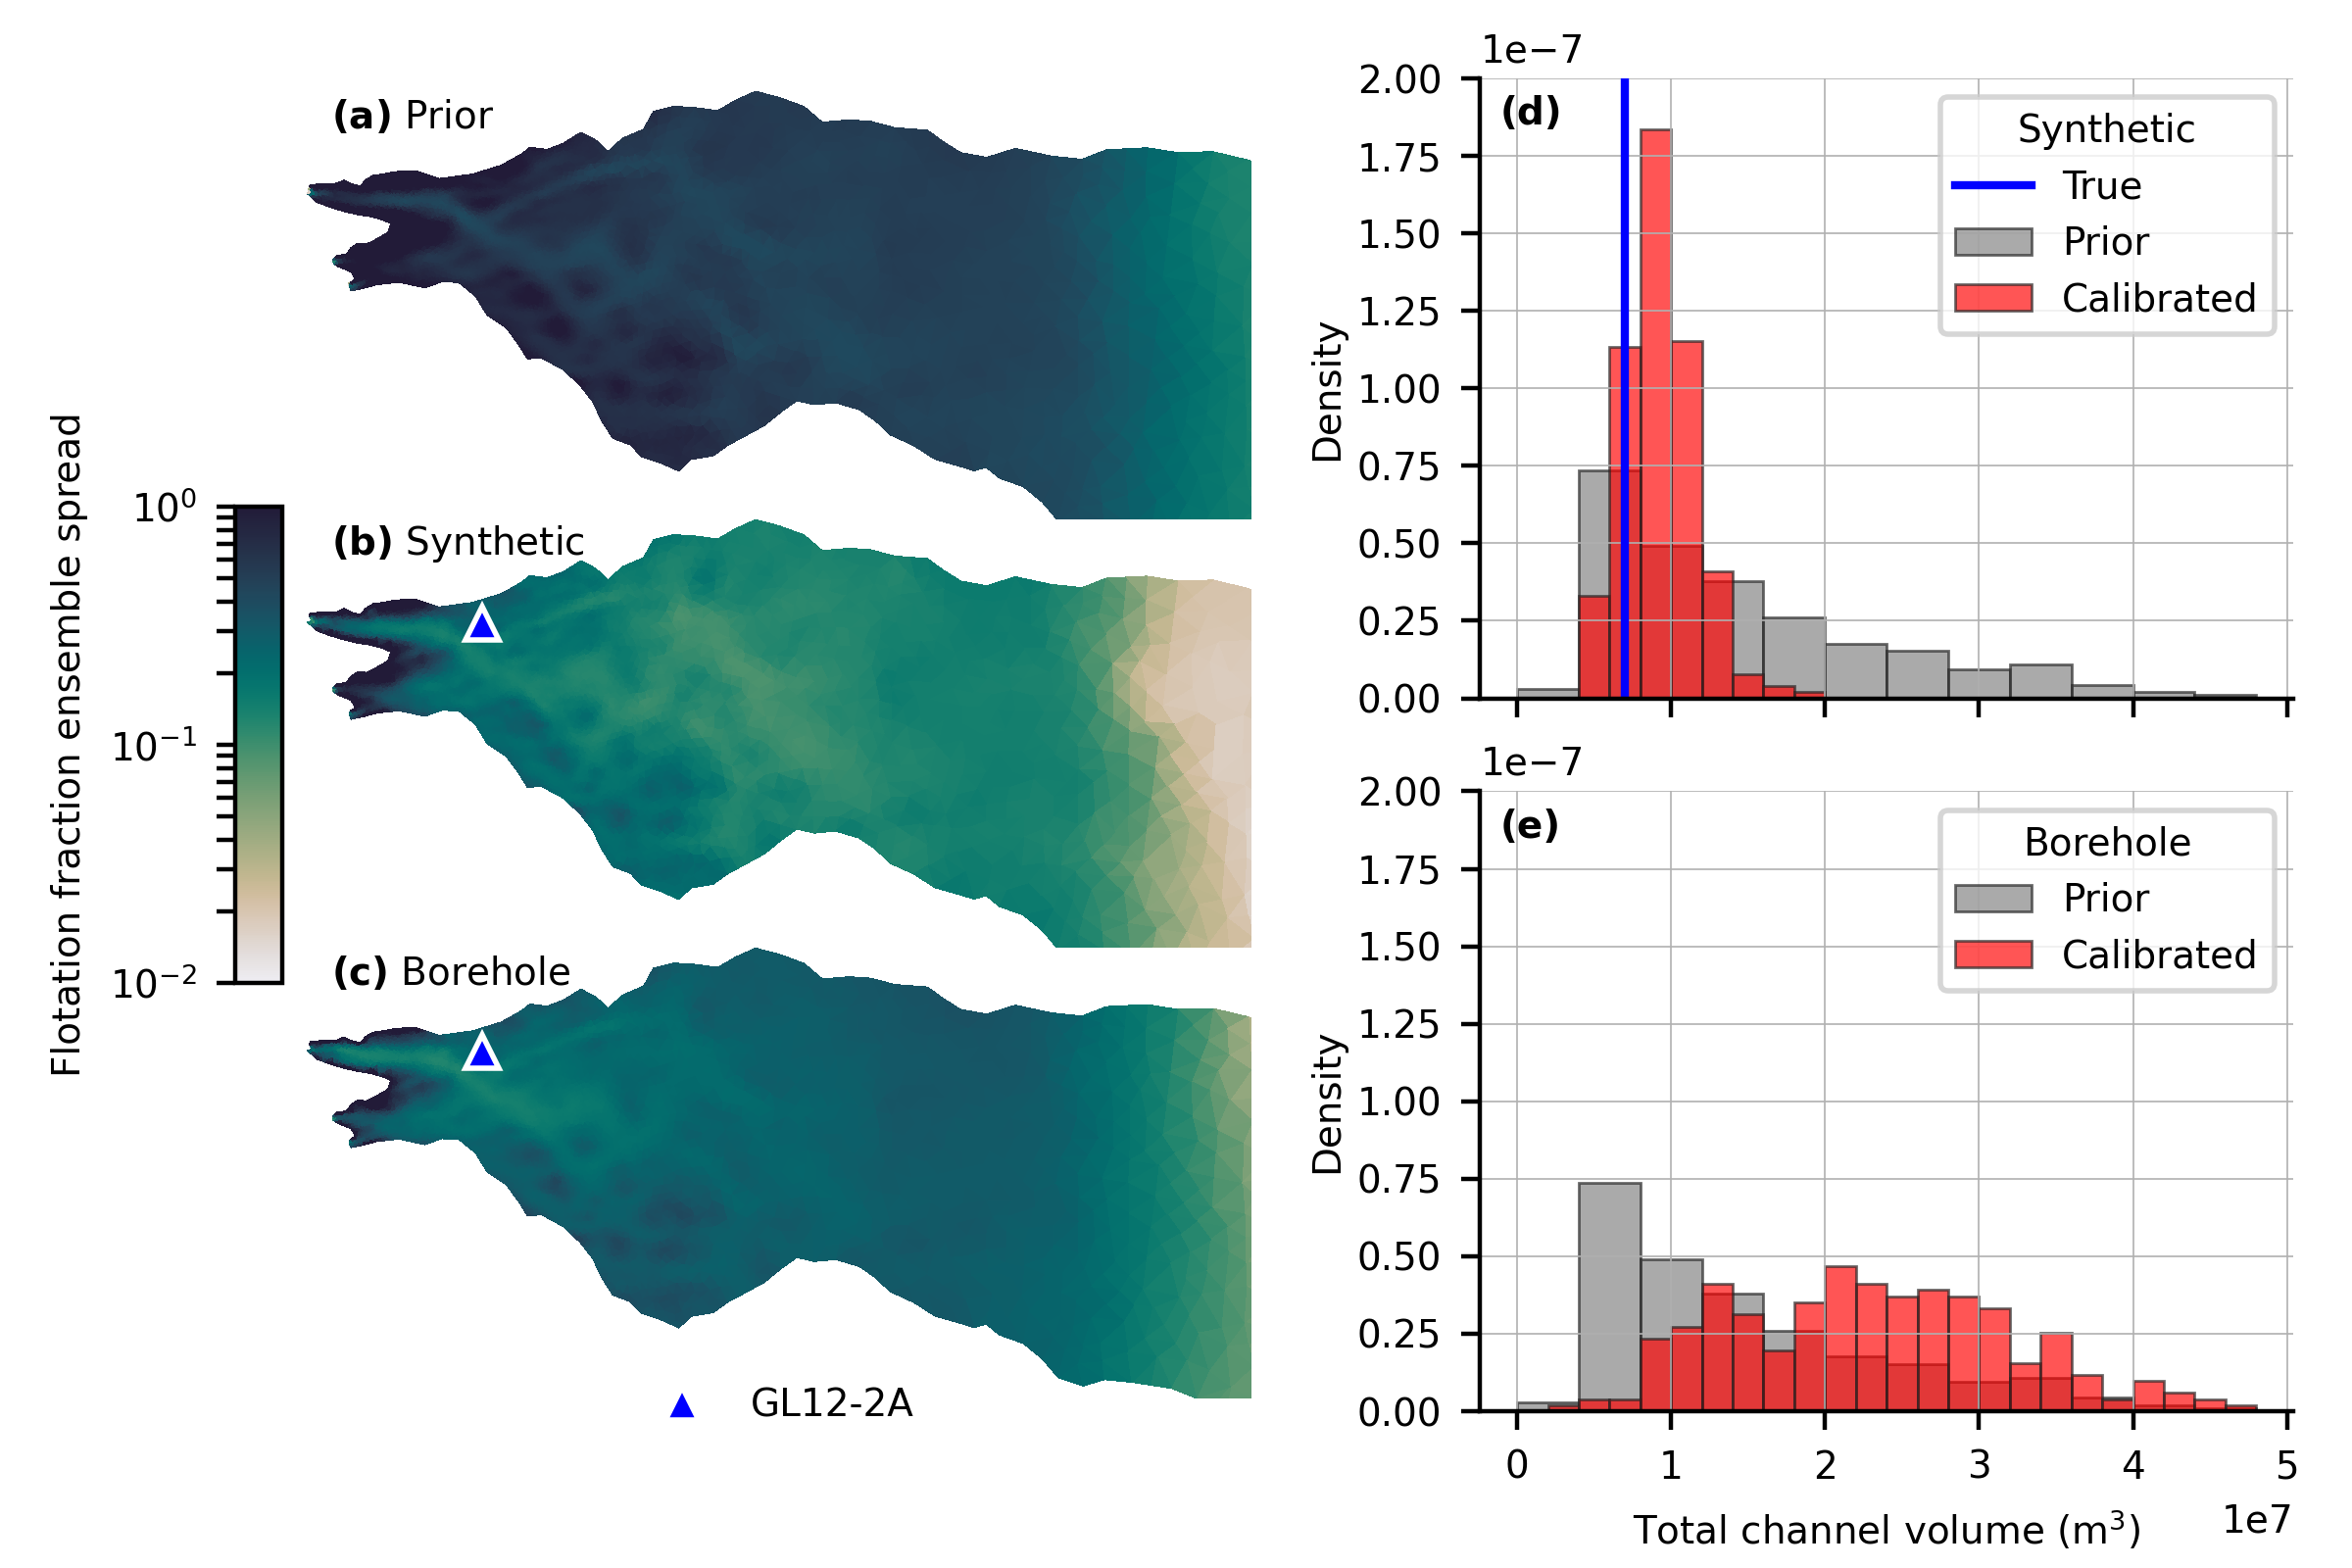 (a) Prior
(b) Synthetic
(c) Borehole
Flotation fraction ensemble spread
10⁰
10⁻¹
10⁻²
GL12-2A
1e−7
(d)
Synthetic
True
Prior
Calibrated
Density
2.00
1.75
1.50
1.25
1.00
0.75
0.50
0.25
0.00
1e−7
(e)
Borehole
Prior
Calibrated
Density
2.00
1.75
1.50
1.25
1.00
0.75
0.50
0.25
0.00
0 1 2 3 4 5
1e7
Total channel volume (m³)